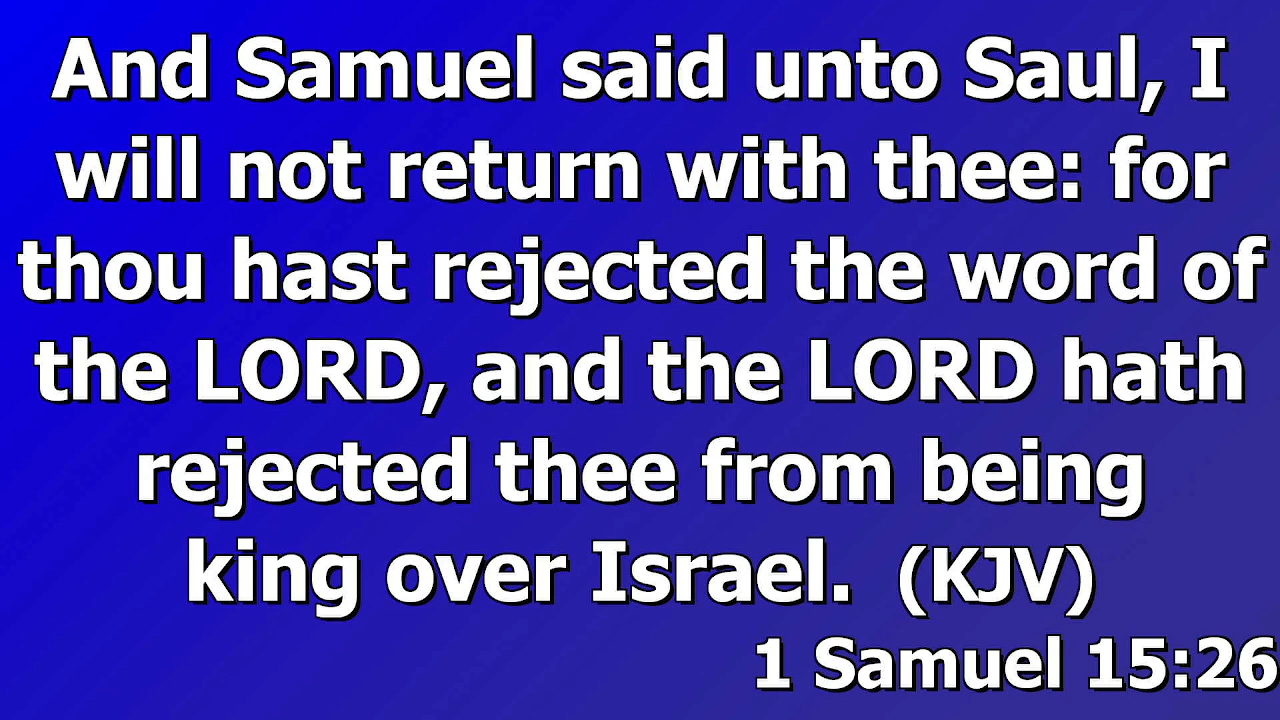 And Samuel said unto Saul, I
will not return with thee: for
thou hast rejected the word of
the LORD, and the LORD hath
rejected thee from being
king over Israel.  (KJV)
1 Samuel 15:26